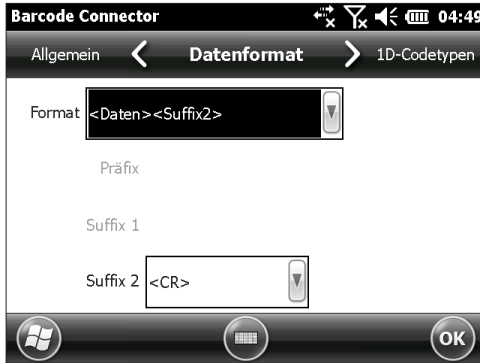 Barcode Connector 04:49
Allgemein Datenformat 1D-Codetypen
Format <Daten><Suffix2>
Präfix
Suffix 1
Suffix 2 <CR>
OK